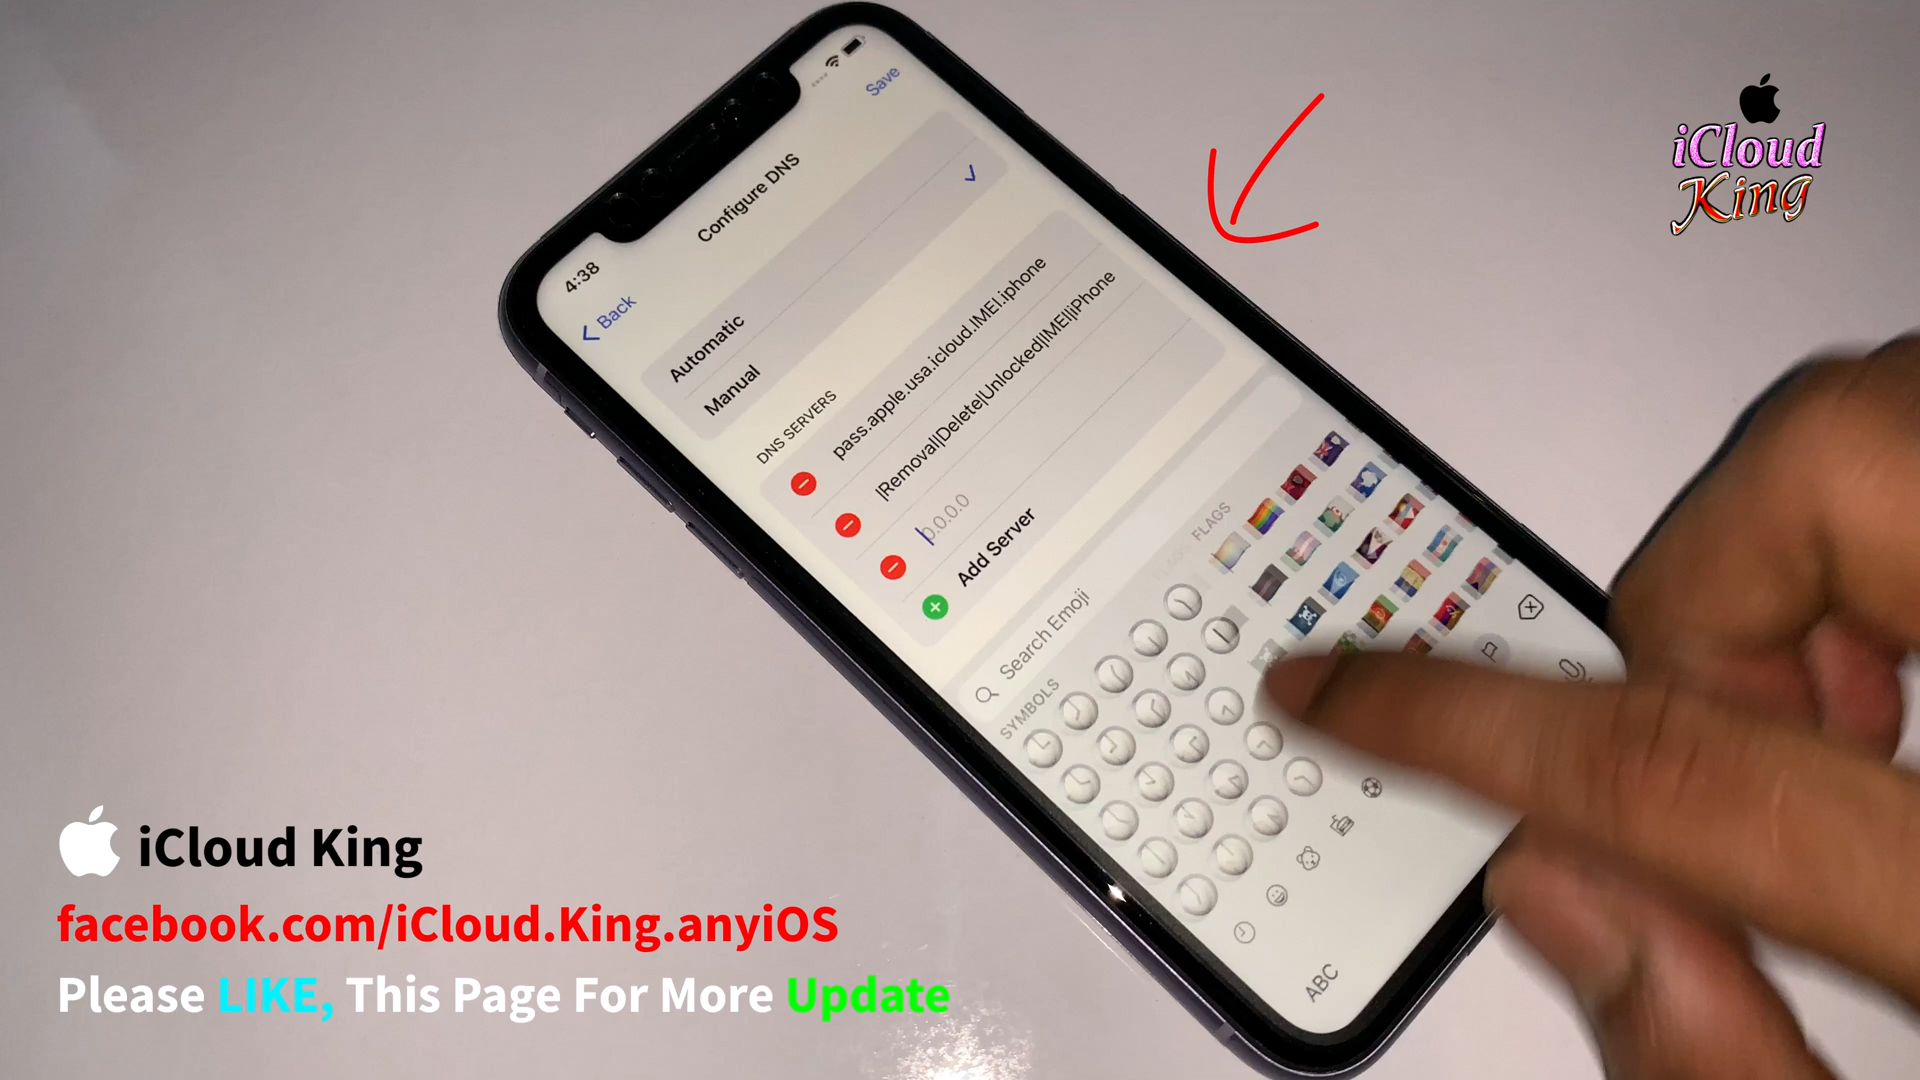 iCloud
King
Save
4:38
Back
Configure DNS
Automatic
Manual
DNS SERVERS
pass.apple.usa.icloud.IMEI.iphone
|Removal||Delete|Unlocked|IMEI|iPhone
0.0.0.0
Add Server
Search Emoji
SYMBOLS
FLAGS
ABC
iCloud King
facebook.com/iCloud.King.anyiOS
Please LIKE, This Page For More Update